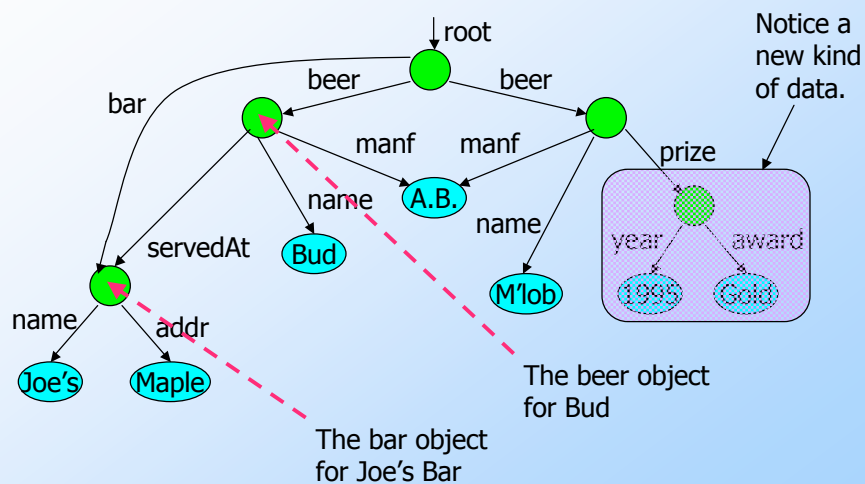 root
Notice a
new kind
of data.
beer
beer
bar
manf
manf
prize
name
A.B.
name
servedAt
Bud
year
award
M'lob
1995
Gold
name
addr
Joe's
Maple
The beer object
for Bud
The bar object
for Joe's Bar